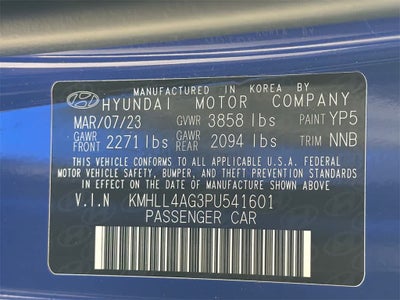 MANUFACTURED IN KOREA BY
HYUNDAI MOTOR COMPANY
MAR/07/23 GVWR 3858 lbs PAINT YP5
GAWR FRONT 2271 lbs GAWR REAR 2094 lbs TRIM NNB
THIS VEHICLE CONFORMS TO ALL APPLICABLE U.S.A. FEDERAL
MOTOR VEHICLE SAFETY, BUMPER, AND THEFT PREVENTION STANDARDS
IN EFFECT ON THE DATE OF MANUFACTURE SHOWN ABOVE.
V.I.N KMHLL4AG3PU541601
PASSENGER CAR